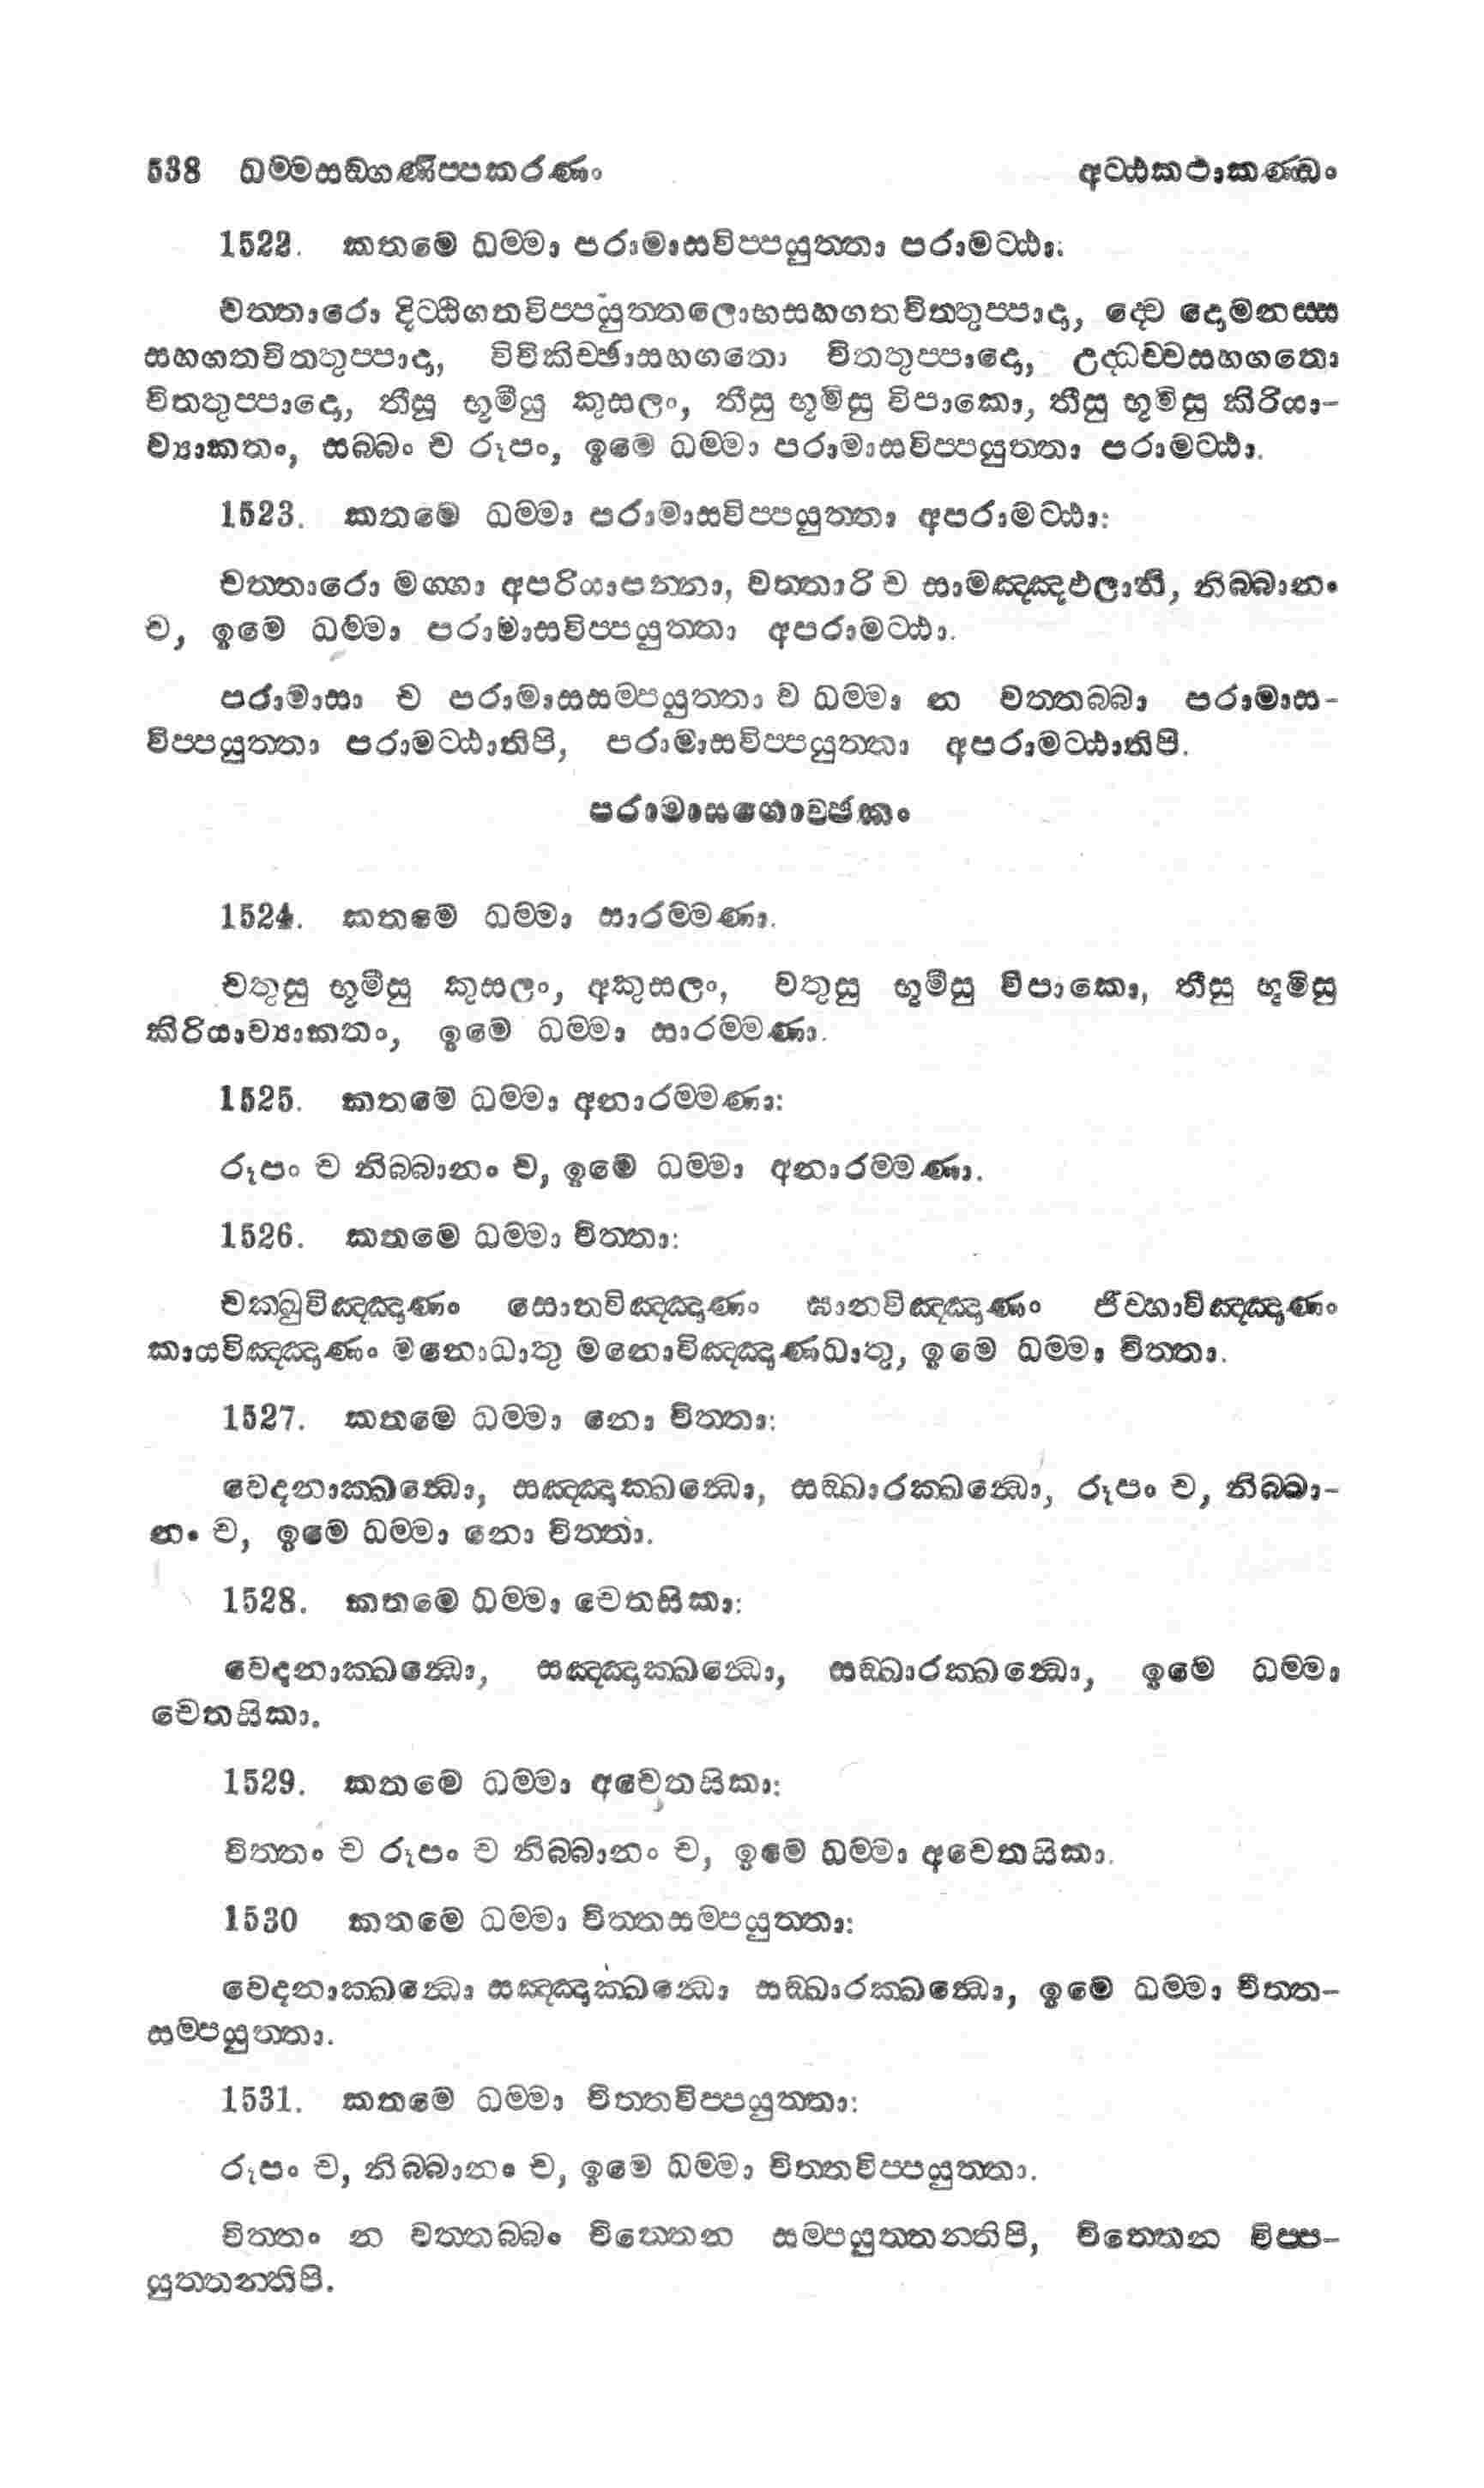 538 ධම්මසඞ්ගණිප්පකරණං අට්ඨකථාකණ්ඩං
1522. කතමෙ ධම්මා පරාමාසවිප්පයුත්තා පරාමට්ඨා:
චත්තාරො දිට්ඨිගතවිප්පයුත්තලොභසහගතචිත්තුප්පාදා, ද්වෙ දොමනස්ස
සහගතචිත්තුප්පාදා, විචිකිච්ඡාසහගතො චිත්තුප්පාදො, උද්ධච්චසහගතො
චිත්තුප්පාදො, තීසු භූමීයු කුසලං, තීසු භූමිසු විපාකො, තීසු භූමිසු කිරියා-
ව්‍යාකතං, සබ්බං ච රූපං, ඉමෙ ධම්මා පරාමාසවිප්පයුත්තා පරාමට්ඨා.
1523. කතමෙ ධම්මා පරාමාසවිප්පයුත්තා අපරාමට්ඨා:
චත්තාරො මග්ගා අපරියාපන්නා, චත්තාරි ච සාමඤ්ඤඵලානි, නිබ්බානං
ච, ඉමෙ ධම්මා පරාමාසවිප්පයුත්තා අපරාමට්ඨා.
පරාමාසා ච පරාමාසසම්පයුත්තා ච ධම්මා න වත්තබ්බා පරාමාස-
විප්පයුත්තා පරාමට්ඨාතිපි, පරාමාසවිප්පයුත්තා අපරාමට්ඨාතිපි.
පරාමාසගොච්ඡකං
1524. කතමෙ ධම්මා සාරම්මණා.
චතුසු භූමීසු කුසලං, අකුසලං, චතුසු භූමීසු විපාකො, තීසු භූමිසු
කිරියාව්‍යාකතං, ඉමෙ ධම්මා සාරම්මණා.
1525. කතමෙ ධම්මා අනාරම්මණා:
රූපං ච නිබ්බානං ච, ඉමෙ ධම්මා අනාරම්මණා.
1526. කතමෙ ධම්මා චිත්තා:
චක්ඛුවිඤ්ඤාණං සොතවිඤ්ඤාණං ඝානවිඤ්ඤාණං ජිව්හාවිඤ්ඤාණං
කායවිඤ්ඤාණං මනොධාතු මනොවිඤ්ඤාණධාතු, ඉමෙ ධම්මා චිත්තා.
1527. කතමෙ ධම්මා නො චිත්තා:
වෙදනාක්ඛන්ධො, සඤ්ඤාක්ඛන්ධො, සඞ්ඛාරක්ඛන්ධො, රූපං ච, නිබ්බා-
නං ච, ඉමෙ ධම්මා නො චිත්තා.
1528. කතමෙ ධම්මා චෙතසිකා:
වෙදනාක්ඛන්ධො, සඤ්ඤාක්ඛන්ධො, සඞ්ඛාරක්ඛන්ධො, ඉමෙ ධම්මා
චෙතසිකා.
1529. කතමෙ ධම්මා අචෙතසිකා:
චිත්තං ච රූපං ච නිබ්බානං ච, ඉමෙ ධම්මා අචෙතසිකා.
1530 කතමෙ ධම්මා චිත්තසම්පයුත්තා:
වෙදනාක්ඛන්ධො සඤ්ඤාක්ඛන්ධො සඞ්ඛාරක්ඛන්ධො, ඉමෙ ධම්මා චිත්ත-
සම්පයුත්තා.
1531. කතමෙ ධම්මා චිත්තවිප්පයුත්තා:
රූපං ච, නිබ්බානං ච, ඉමෙ ධම්මා චිත්තවිප්පයුත්තා.
චිත්තං න වත්තබ්බං චිත්තෙන සම්පයුත්තන්තිපි, චිත්තෙන විප්ප-
යුත්තන්තිපි.